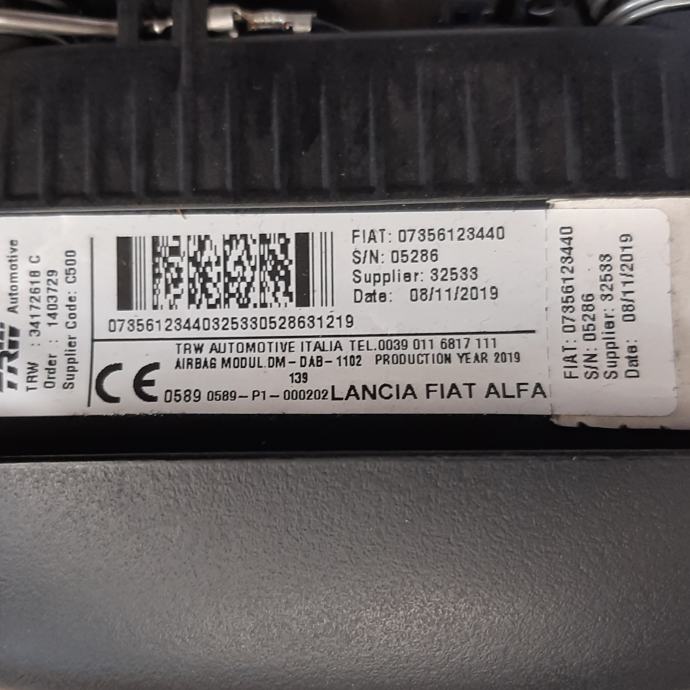 TRW Automotive
TRW : 34172618 C
Order : 1403729
Supplier Code: C500
FIAT: 07356123440
S/N: 05286
Supplier: 32533
Date: 08/11/2019
07356123440325330528631219
TRW AUTOMOTIVE ITALIA TEL.0039 011 6817 111
AIRBAG MODUL.DM-DAB-1102 PRODUCTION YEAR 2019
139
CE 0589 0589-P1-000202 LANCIA FIAT ALFA
FIAT: 07356123440
S/N: 05286
Supplier: 32533
Date: 08/11/2019